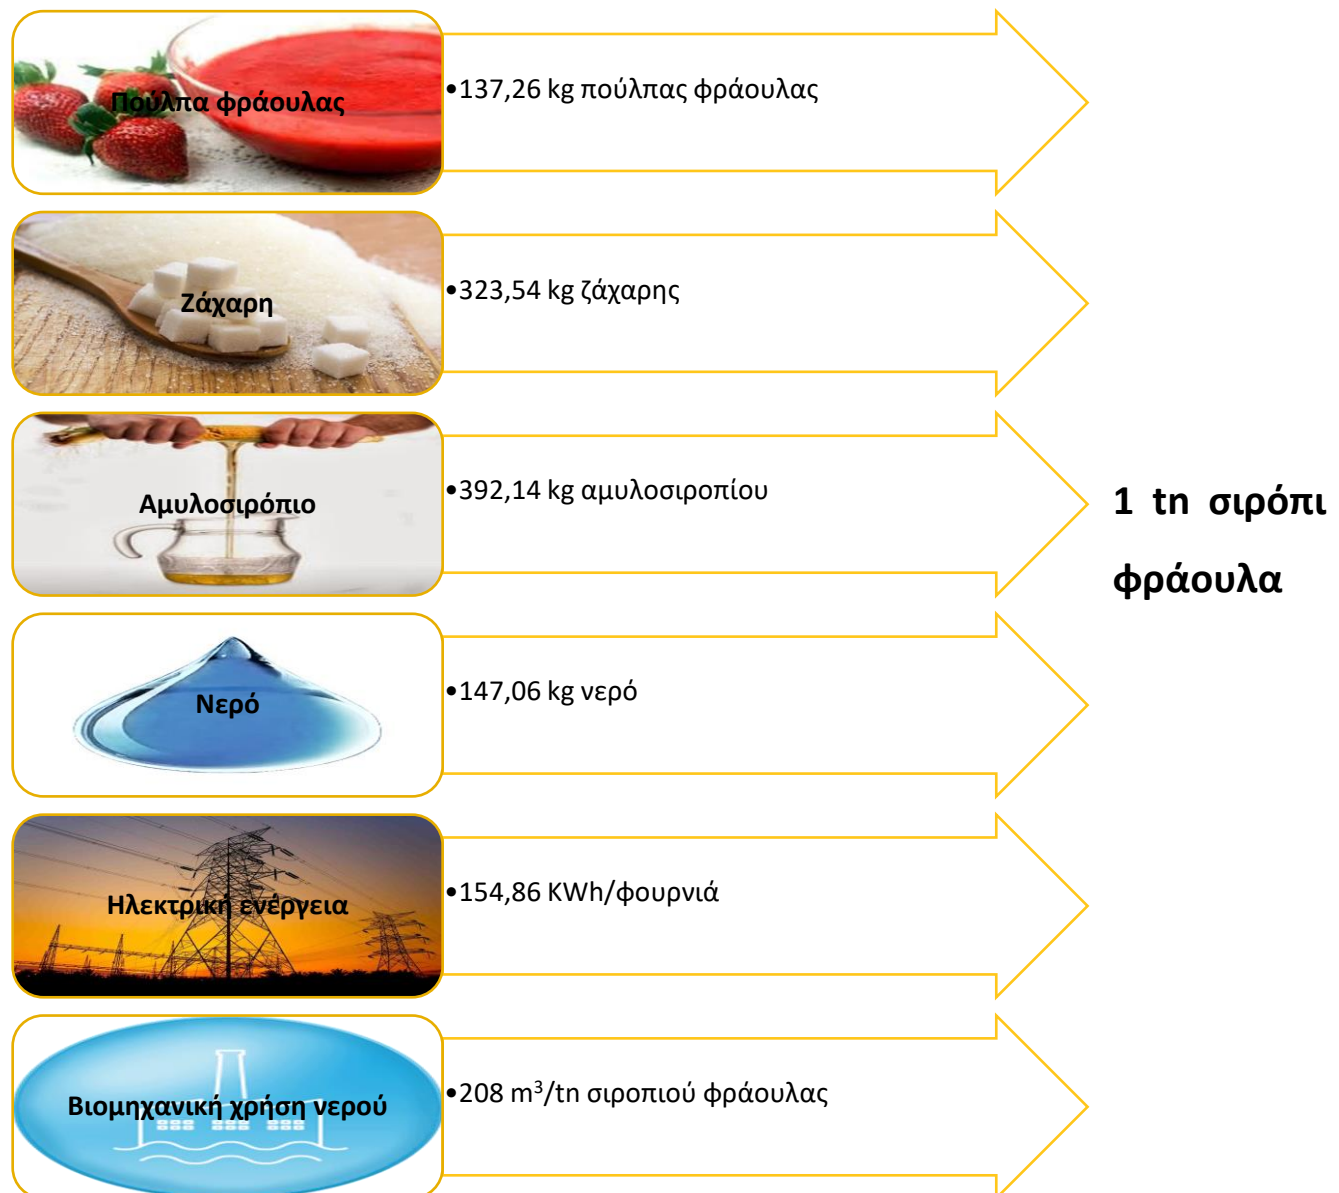 Πούλπα φράουλας
•137,26 kg πούλπας φράουλας
Ζάχαρη
•323,54 kg ζάχαρης
Αμυλοσιρόπιο
•392,14 kg αμυλοσιροπίου
Νερό
•147,06 kg νερό
Ηλεκτρική ενέργεια
•154,86 KWh/φουρνιά
Βιομηχανική χρήση νερού
•208 m³/tn σιροπιού φράουλας
1 tn σιρόπι
φράουλα